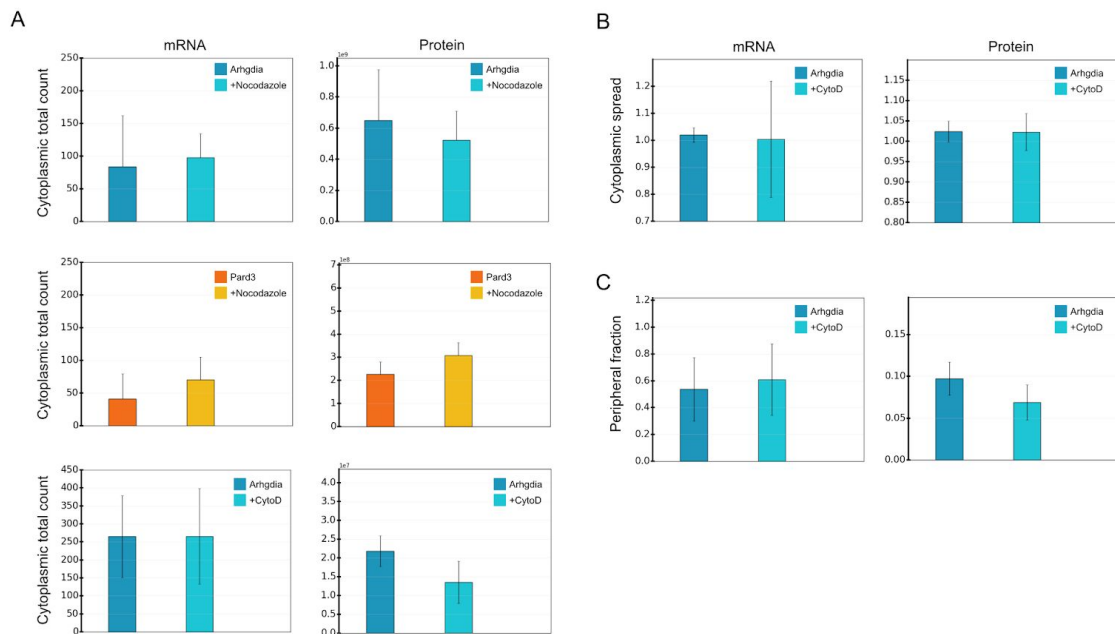 A
mRNA
Cytoplasmic total count
250
200
150
100
50
0
Arhgdia
+Nocodazole
Protein
1e9
1.0
0.8
0.6
0.4
0.2
0.0
Arhgdia
+Nocodazole
Cytoplasmic total count
250
200
150
100
50
0
Pard3
+Nocodazole
1e8
7
6
5
4
3
2
1
0
Pard3
+Nocodazole
Cytoplasmic total count
450
400
350
300
250
200
150
100
50
0
Arhgdia
+CytoD
1e7
4.0
3.5
3.0
2.5
2.0
1.5
1.0
0.5
0.0
Arhgdia
+CytoD
B
mRNA
Cytoplasmic spread
1.2
1.1
1.0
0.9
0.8
0.7
Arhgdia
+CytoD
Protein
1.15
1.10
1.05
1.00
0.95
0.90
0.85
0.80
Arhgdia
+CytoD
C
Peripheral fraction
1.2
1.0
0.8
0.6
0.4
0.2
0.0
Arhgdia
+CytoD
0.15
0.10
0.05
0.00
Arhgdia
+CytoD